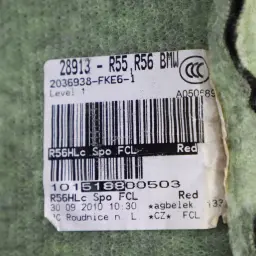 28913 - R55,R56 BMW
2036938-FKE6-1
Level 1
A050589
R56HLc Spo FCL Red
101518800503
R56HLc Spo FCL Red
30 09 2010 10:30 *agbelek
JC Roudnice n. L *CZ* FCL